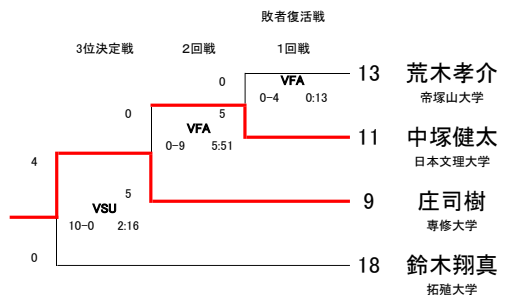 敗者復活戦
3位決定戦 2回戦 1回戦
0 VFA 13 荒木孝介
0-4 0:13 帝塚山大学
0 5
VFA 11 中塚健太
0-9 5:51 日本文理大学
4
5 9 庄司樹
VSU 専修大学
10-0 2:16
0 18 鈴木翔真
拓殖大学